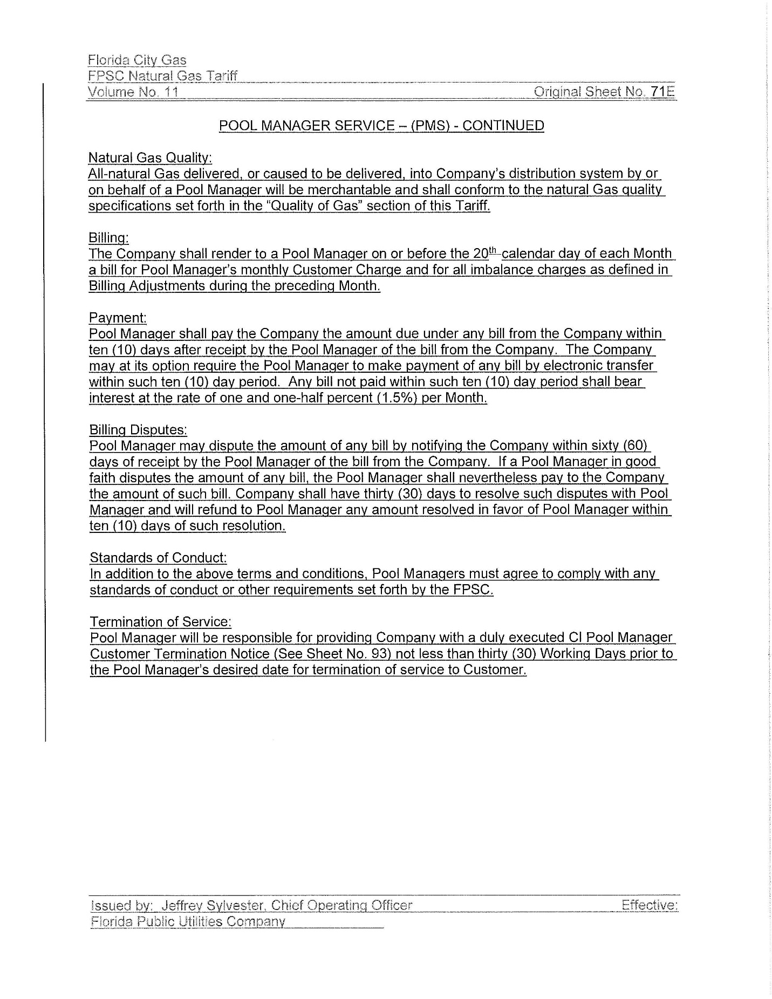 Florida City Gas
FPSC Natural Gas Tariff
Volume No. 11 Original Sheet No. 71E
POOL MANAGER SERVICE – (PMS) - CONTINUED
Natural Gas Quality:
All-natural Gas delivered, or caused to be delivered, into Company's distribution system by or
on behalf of a Pool Manager will be merchantable and shall conform to the natural Gas quality
specifications set forth in the "Quality of Gas" section of this Tariff.
Billing:
The Company shall render to a Pool Manager on or before the 20th calendar day of each Month
a bill for Pool Manager's monthly Customer Charge and for all imbalance charges as defined in
Billing Adjustments during the preceding Month.
Payment:
Pool Manager shall pay the Company the amount due under any bill from the Company within
ten (10) days after receipt by the Pool Manager of the bill from the Company. The Company
may at its option require the Pool Manager to make payment of any bill by electronic transfer
within such ten (10) day period. Any bill not paid within such ten (10) day period shall bear
interest at the rate of one and one-half percent (1.5%) per Month.
Billing Disputes:
Pool Manager may dispute the amount of any bill by notifying the Company within sixty (60)
days of receipt by the Pool Manager of the bill from the Company. If a Pool Manager in good
faith disputes the amount of any bill, the Pool Manager shall nevertheless pay to the Company
the amount of such bill. Company shall have thirty (30) days to resolve such disputes with Pool
Manager and will refund to Pool Manager any amount resolved in favor of Pool Manager within
ten (10) days of such resolution.
Standards of Conduct:
In addition to the above terms and conditions, Pool Managers must agree to comply with any
standards of conduct or other requirements set forth by the FPSC.
Termination of Service:
Pool Manager will be responsible for providing Company with a duly executed CI Pool Manager
Customer Termination Notice (See Sheet No. 93) not less than thirty (30) Working Days prior to
the Pool Manager's desired date for termination of service to Customer.
Issued by: Jeffrey Sylvester, Chief Operating Officer Effective:
Florida Public Utilities Company